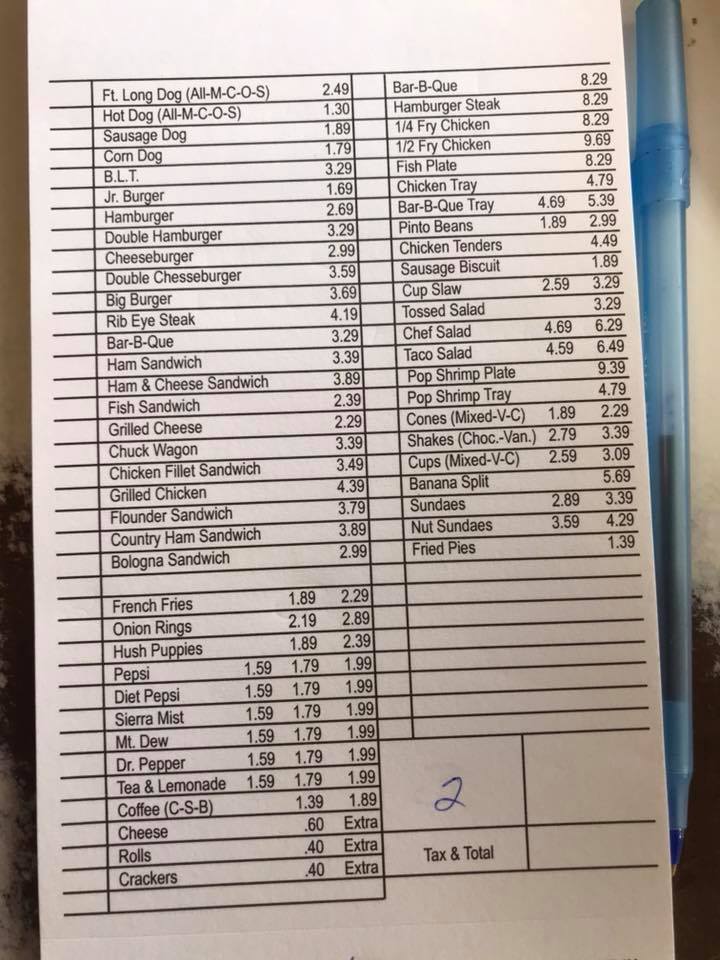 Ft. Long Dog (All-M-C-O-S) 2.49
Hot Dog (All-M-C-O-S) 1.30
Sausage Dog 1.89
Corn Dog 1.79
B.L.T. 3.29
Jr. Burger 1.69
Hamburger 2.69
Double Hamburger 3.29
Cheeseburger 2.99
Double Chesseburger 3.59
Big Burger 3.69
Rib Eye Steak 4.19
Bar-B-Que 3.29
Ham Sandwich 3.39
Ham & Cheese Sandwich 3.89
Fish Sandwich 2.39
Grilled Cheese 2.29
Chuck Wagon 3.39
Chicken Fillet Sandwich 3.49
Grilled Chicken 4.39
Flounder Sandwich 3.79
Country Ham Sandwich 3.89
Bologna Sandwich 2.99
French Fries 1.89 2.29
Onion Rings 2.19 2.89
Hush Puppies 1.89 2.39
Pepsi 1.59 1.79 1.99
Diet Pepsi 1.59 1.79 1.99
Sierra Mist 1.59 1.79 1.99
Mt. Dew 1.59 1.79 1.99
Dr. Pepper 1.59 1.79 1.99
Tea & Lemonade 1.59 1.79 1.99
Coffee (C-S-B) 1.39 1.89
Cheese .60 Extra
Rolls .40 Extra
Crackers .40 Extra
Bar-B-Que 8.29
Hamburger Steak 8.29
1/4 Fry Chicken 8.29
1/2 Fry Chicken 9.69
Fish Plate 8.29
Chicken Tray 4.79
Bar-B-Que Tray 4.69 5.39
Pinto Beans 1.89 2.99
Chicken Tenders 4.49
Sausage Biscuit 1.89
Cup Slaw 2.59 3.29
Tossed Salad 3.29
Chef Salad 4.69 6.29
Taco Salad 4.59 6.49
Pop Shrimp Plate 9.39
Pop Shrimp Tray 4.79
Cones (Mixed-V-C) 1.89 2.29
Shakes (Choc.-Van.) 2.79 3.39
Cups (Mixed-V-C) 2.59 3.09
Banana Split 5.69
Sundaes 2.89 3.39
Nut Sundaes 3.59 4.29
Fried Pies 1.39
2
Tax & Total